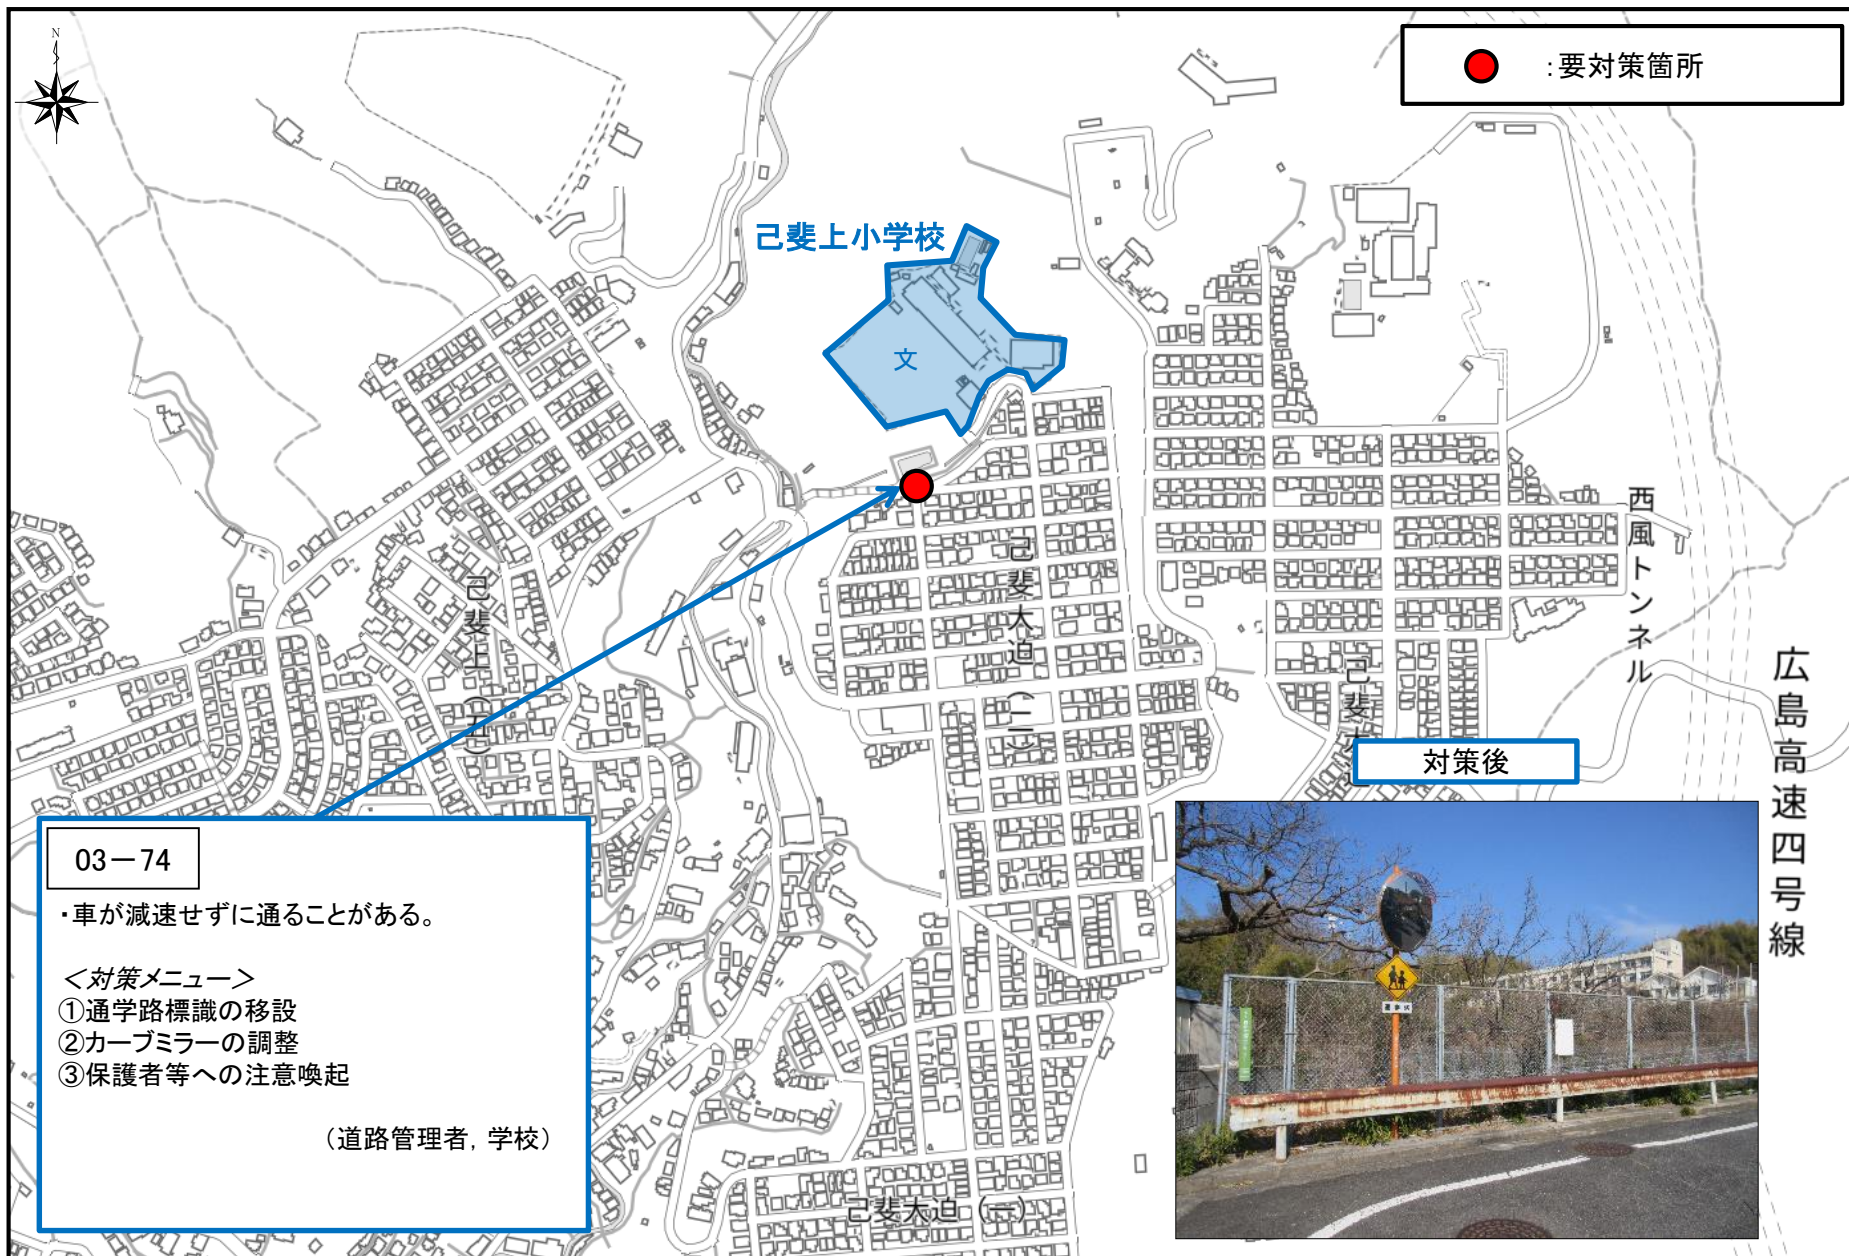 N
:要対策箇所
己斐上小学校
文
西風トンネル
己斐大迫(二)
己斐上(五)
広島高速四号線
対策後
03-74
・車が減速せずに通ることがある。
<対策メニュー>
①通学路標識の移設
②カーブミラーの調整
③保護者等への注意喚起
(道路管理者, 学校)
通学路
己斐大迫(一)